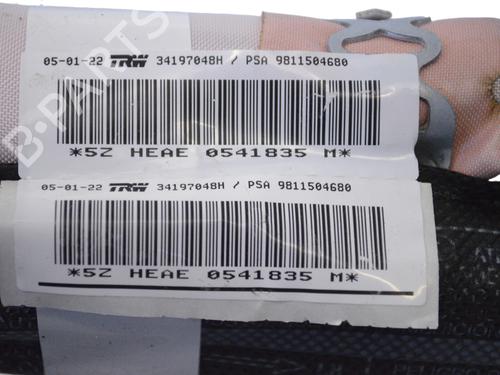 05-01-22 TRW 34197048H / PSA 9811504680
*5Z HEAE 0541835 M*
05-01-22 TRW 34197048H / PSA 9811504680
*5Z HEAE 0541835 M*
B-PARTS